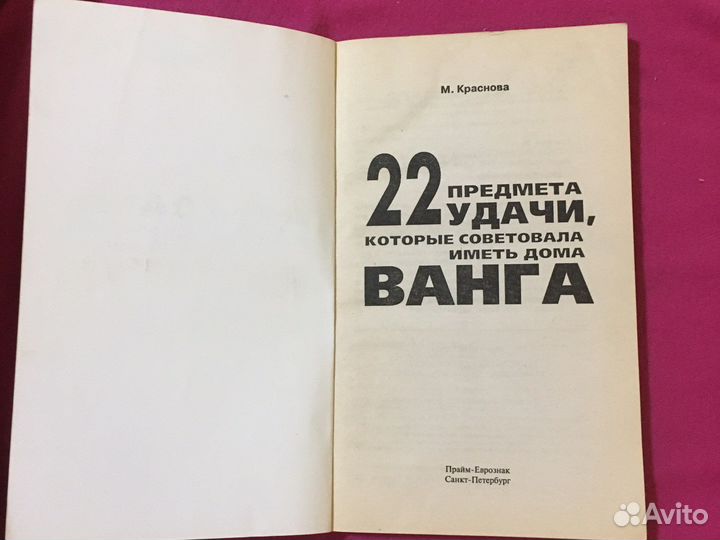 М. Краснова
22 ПРЕДМЕТА
УДАЧИ,
КОТОРЫЕ СОВЕТОВАЛА
ИМЕТЬ ДОМА
ВАНГА
Прайм-Еврознак
Санкт-Петербург
Avito